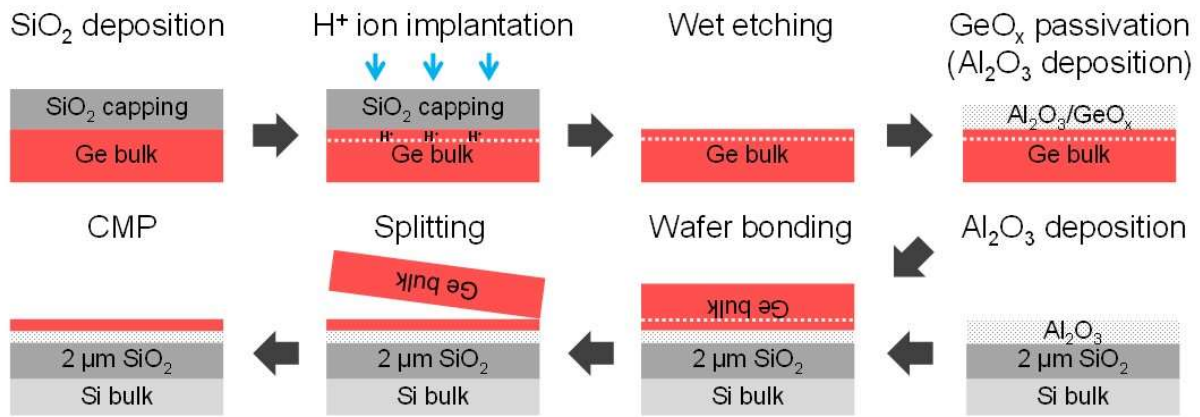 SiO₂ deposition
H⁺ ion implantation
Wet etching
GeOₓ passivation
(Al₂O₃ deposition)
SiO₂ capping
Ge bulk
SiO₂ capping
H⁺ H⁺ H⁺
Ge bulk
Al₂O₃/GeOₓ
Ge bulk
CMP
Splitting
Wafer bonding
Al₂O₃ deposition
2 µm SiO₂
Si bulk
Ge bulk
2 µm SiO₂
Si bulk
Ge bulk
2 µm SiO₂
Si bulk
Al₂O₃
2 µm SiO₂
Si bulk